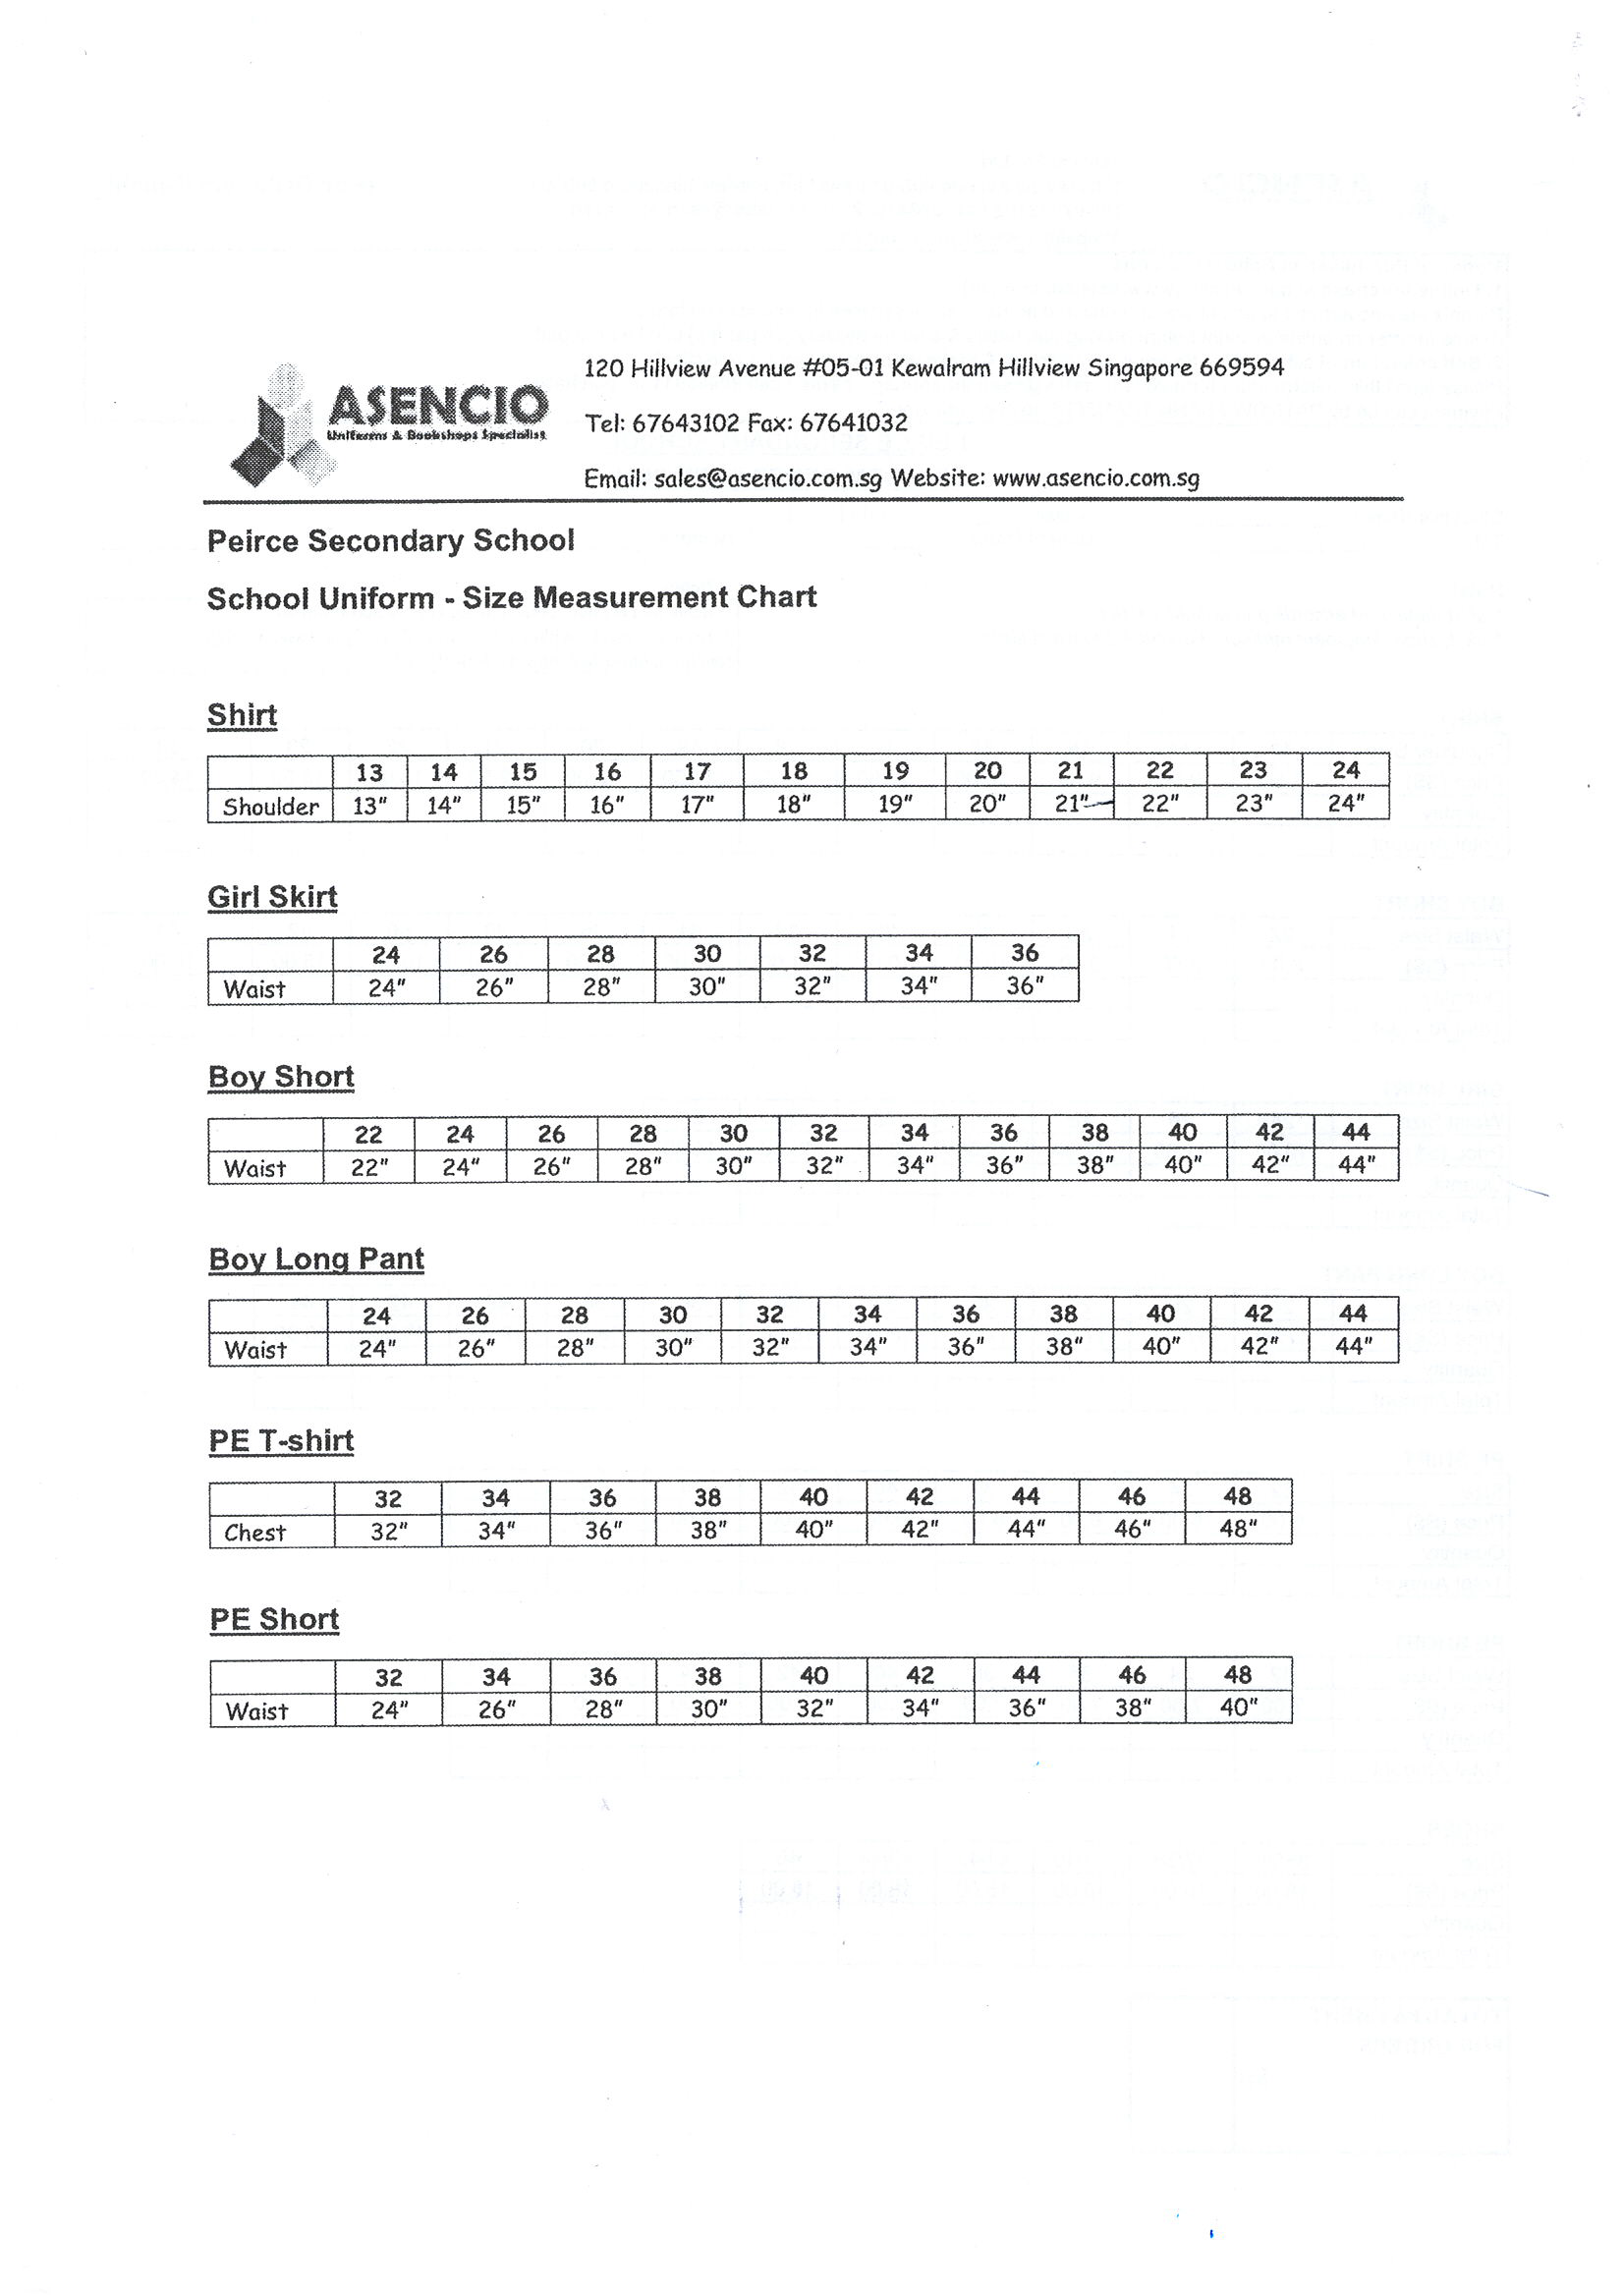 120 Hillview Avenue #05-01 Kewalram Hillview Singapore 669594
ASENCIO
Uniforms & Bookshops Specialist
Tel: 67643102 Fax: 67641032
Email: sales@asencio.com.sg Website: www.asencio.com.sg
Peirce Secondary School
School Uniform - Size Measurement Chart
Shirt
13 14 15 16 17 18 19 20 21 22 23 24
Shoulder 13" 14" 15" 16" 17" 18" 19" 20" 21" 22" 23" 24"
Girl Skirt
24 26 28 30 32 34 36
Waist 24" 26" 28" 30" 32" 34" 36"
Boy Short
22 24 26 28 30 32 34 36 38 40 42 44
Waist 22" 24" 26" 28" 30" 32" 34" 36" 38" 40" 42" 44"
Boy Long Pant
24 26 28 30 32 34 36 38 40 42 44
Waist 24" 26" 28" 30" 32" 34" 36" 38" 40" 42" 44"
PE T-shirt
32 34 36 38 40 42 44 46 48
Chest 32" 34" 36" 38" 40" 42" 44" 46" 48"
PE Short
32 34 36 38 40 42 44 46 48
Waist 24" 26" 28" 30" 32" 34" 36" 38" 40"